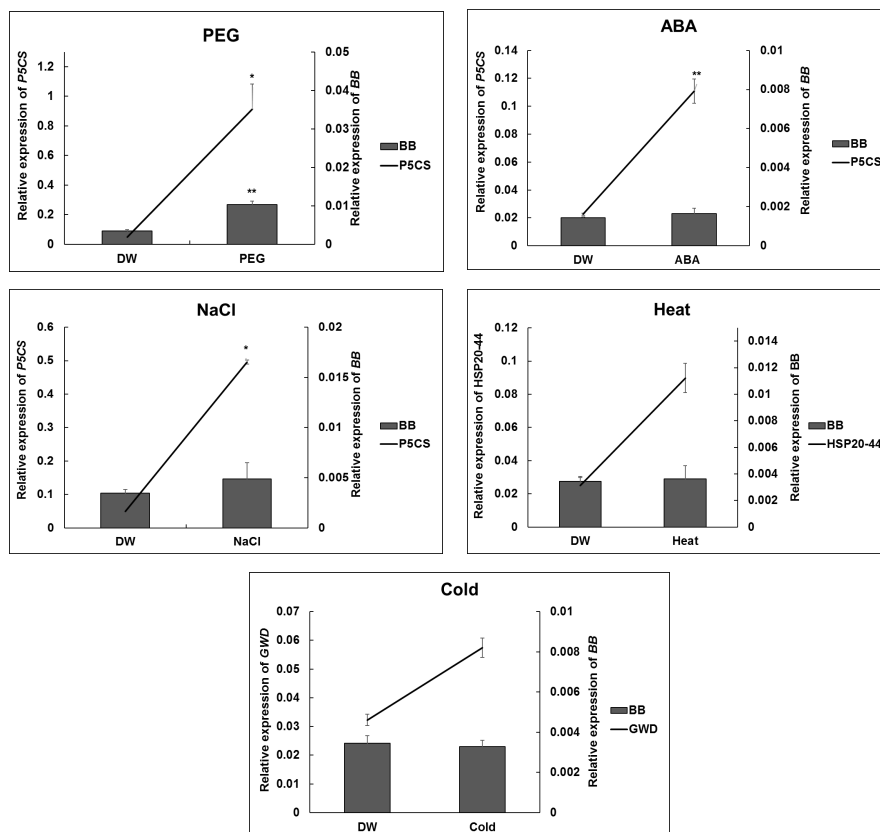 PEG
Relative expression of P5CS
1.2
1
0.8
0.6
0.4
0.2
0
0.05
0.04
0.03
0.02
0.01
0
Relative expression of BB
*
**
DW
PEG
BB
P5CS
ABA
Relative expression of P5CS
0.14
0.12
0.1
0.08
0.06
0.04
0.02
0
0.01
0.008
0.006
0.004
0.002
0
Relative expression of BB
**
DW
ABA
BB
P5CS
NaCl
Relative expression of P5CS
0.6
0.5
0.4
0.3
0.2
0.1
0
0.02
0.015
0.01
0.005
0
Relative expression of BB
*
DW
NaCl
BB
P5CS
Heat
Relative expression of HSP20-44
0.12
0.1
0.08
0.06
0.04
0.02
0
0.014
0.012
0.01
0.008
0.006
0.004
0.002
0
Relative expression of BB
DW
Heat
BB
HSP20-44
Cold
Relative expression of GWD
0.07
0.06
0.05
0.04
0.03
0.02
0.01
0
0.01
0.008
0.006
0.004
0.002
0
Relative expression of BB
DW
Cold
BB
GWD